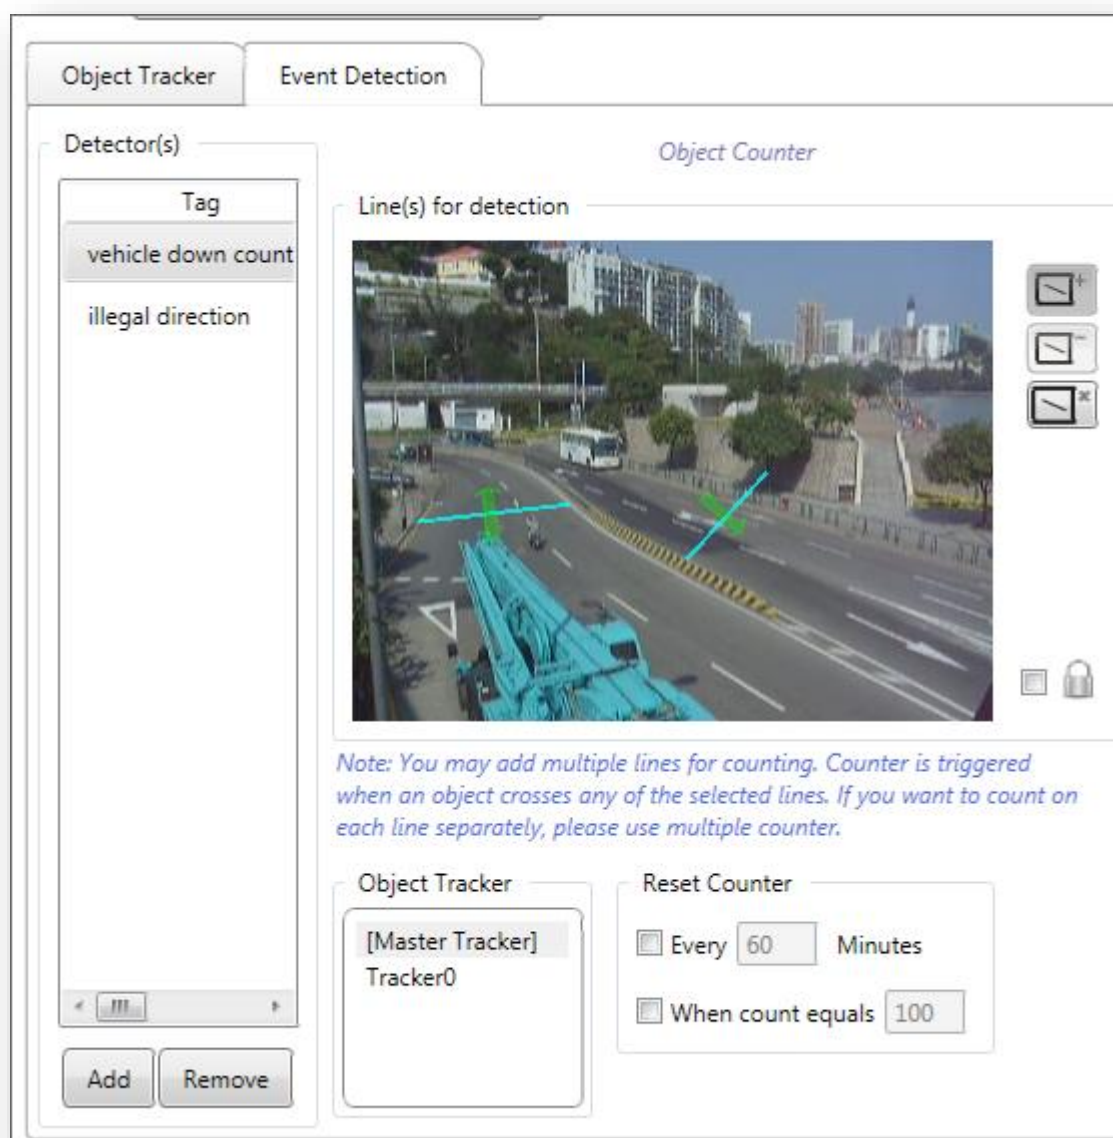 Object Tracker
Event Detection
Detector(s)
Tag
vehicle down count
illegal direction
Add
Remove
Object Counter
Line(s) for detection
Note: You may add multiple lines for counting. Counter is triggered
when an object crosses any of the selected lines. If you want to count on
each line separately, please use multiple counter.
Object Tracker
[Master Tracker]
Tracker0
Reset Counter
Every 60 Minutes
When count equals 100